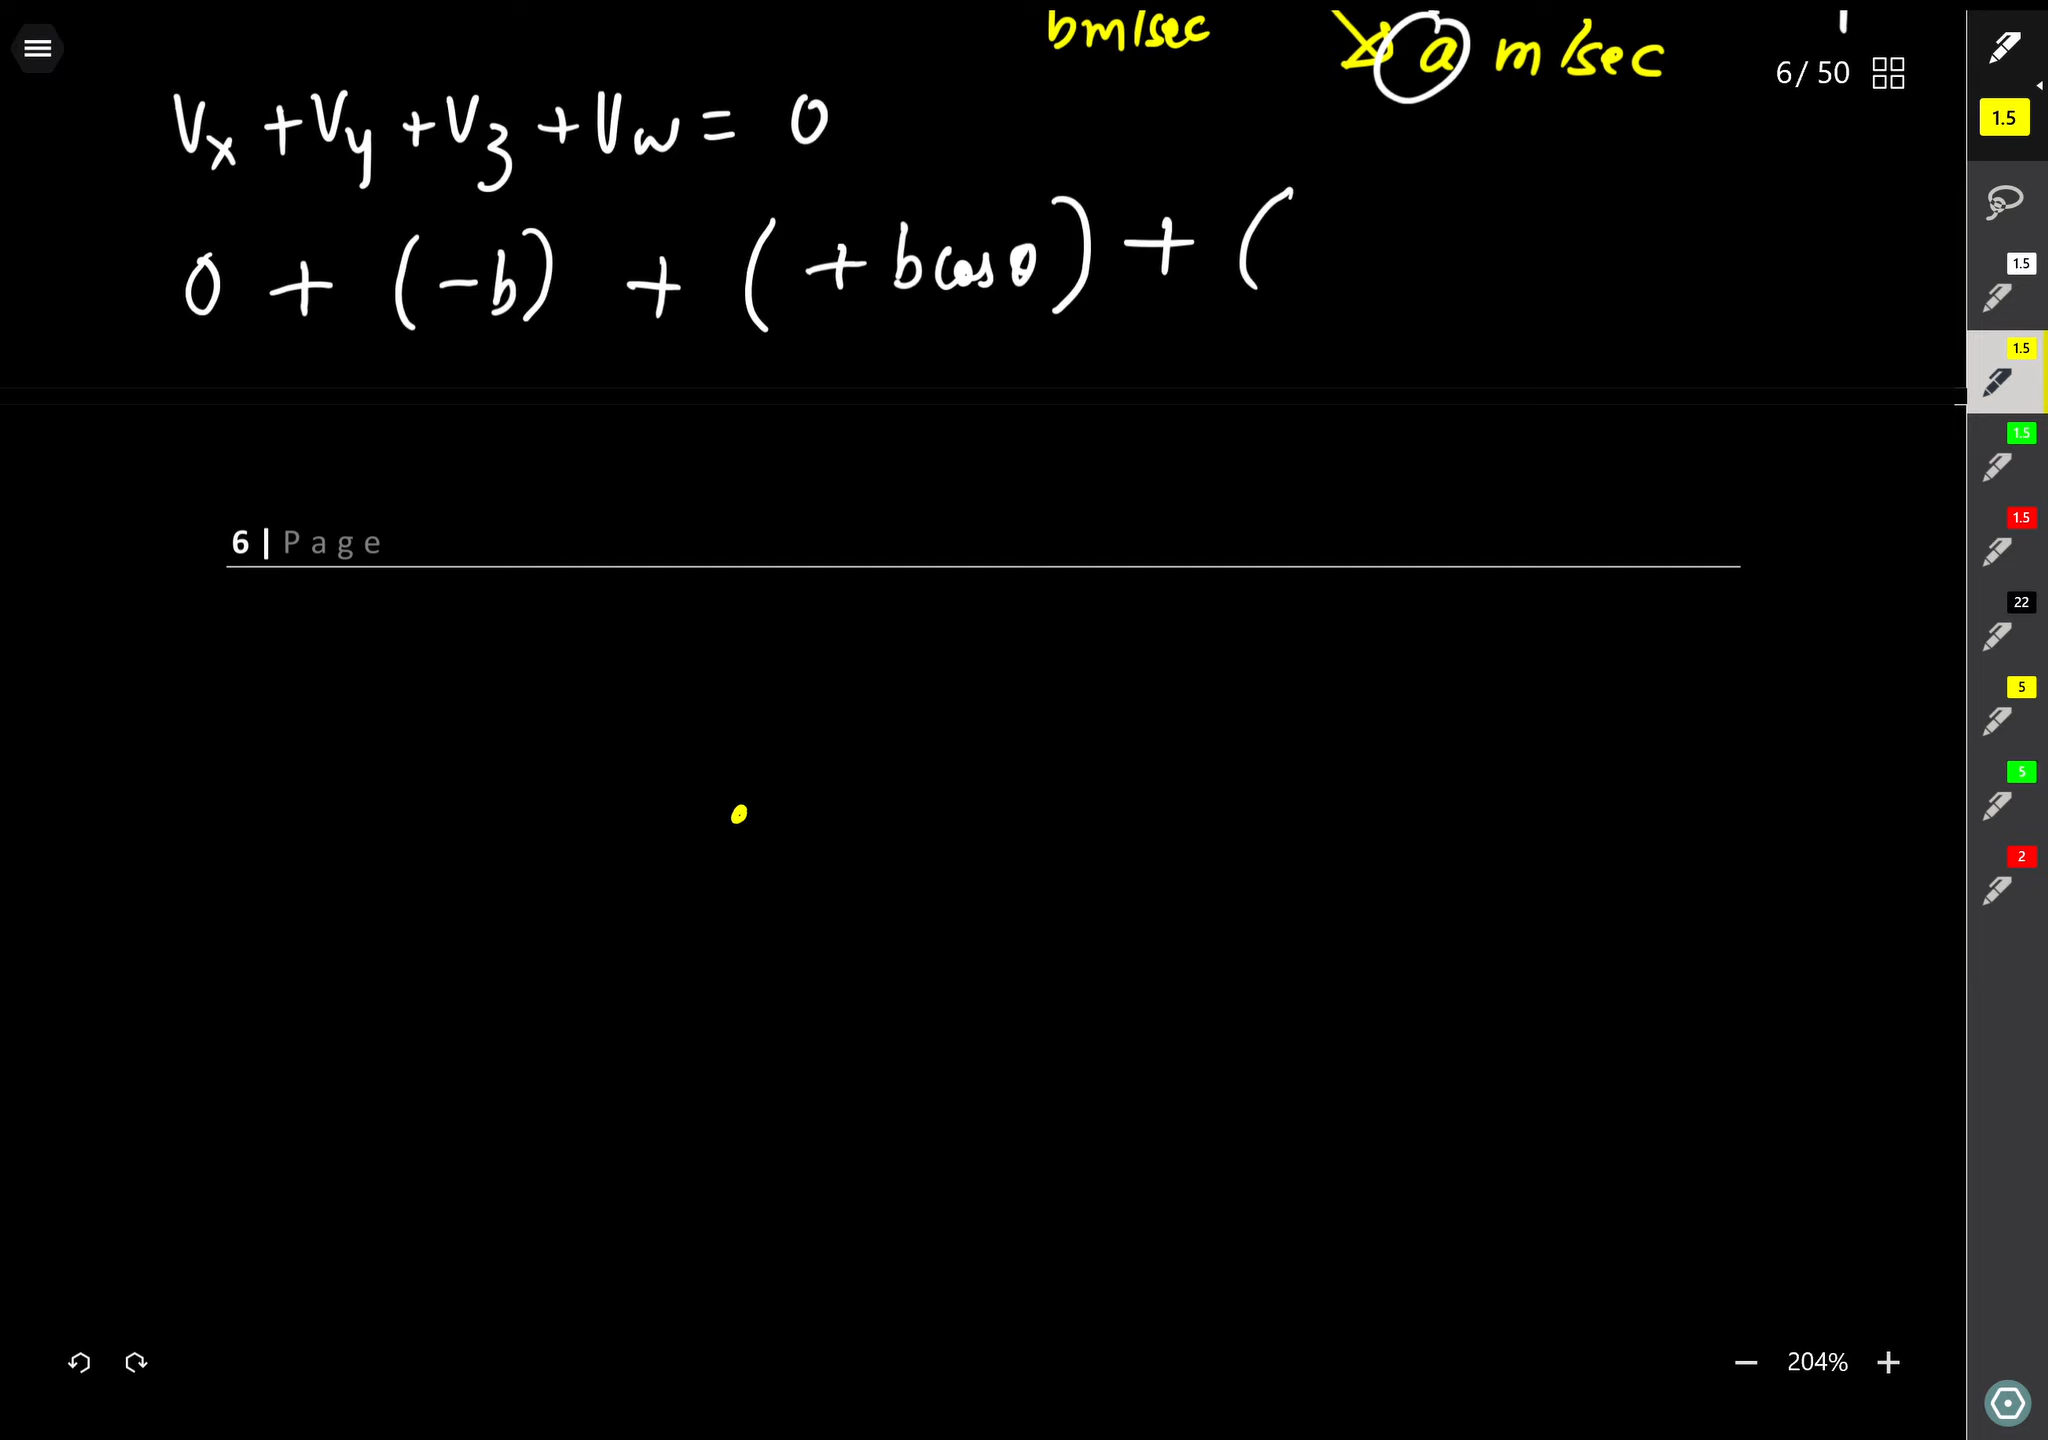 bm/sec
a m/sec
6/ 50
1.5
Vx + Vy + V3 + Vw = 0
0 + (-b) + (+bcosθ) + (
1.5
1.5
1.5
1.5
22
5
5
2
6 | Page
204%